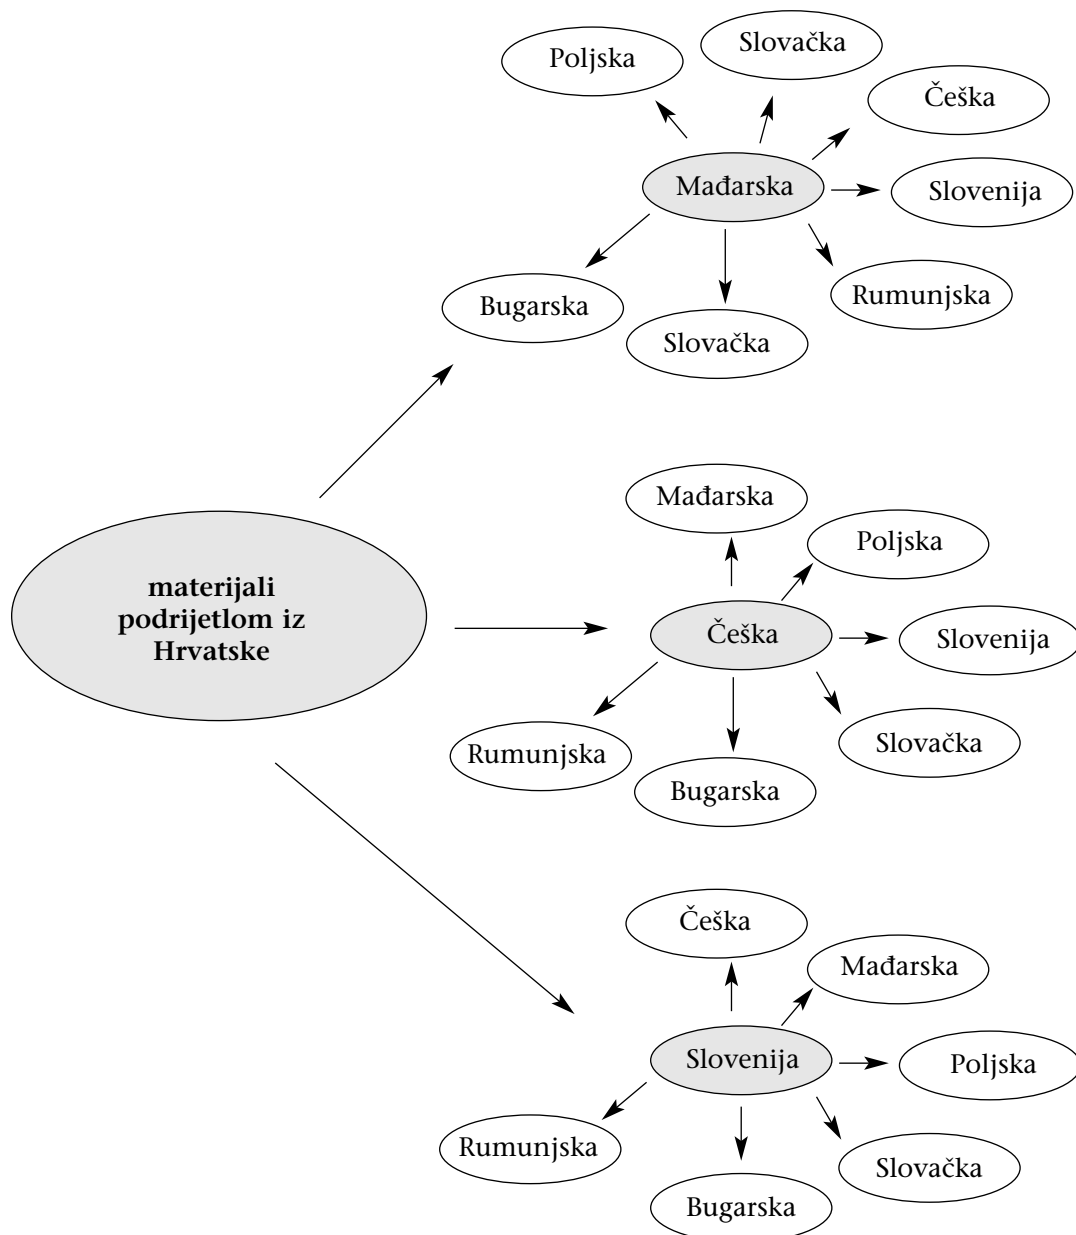 Slovačka
Poljska
Češka
Mađarska
Slovenija
Bugarska
Rumunjska
Slovačka
Mađarska
Poljska
materijali
podrijetlom iz
Hrvatske
Češka
Slovenija
Rumunjska
Slovačka
Bugarska
Češka
Mađarska
Slovenija
Poljska
Rumunjska
Slovačka
Bugarska